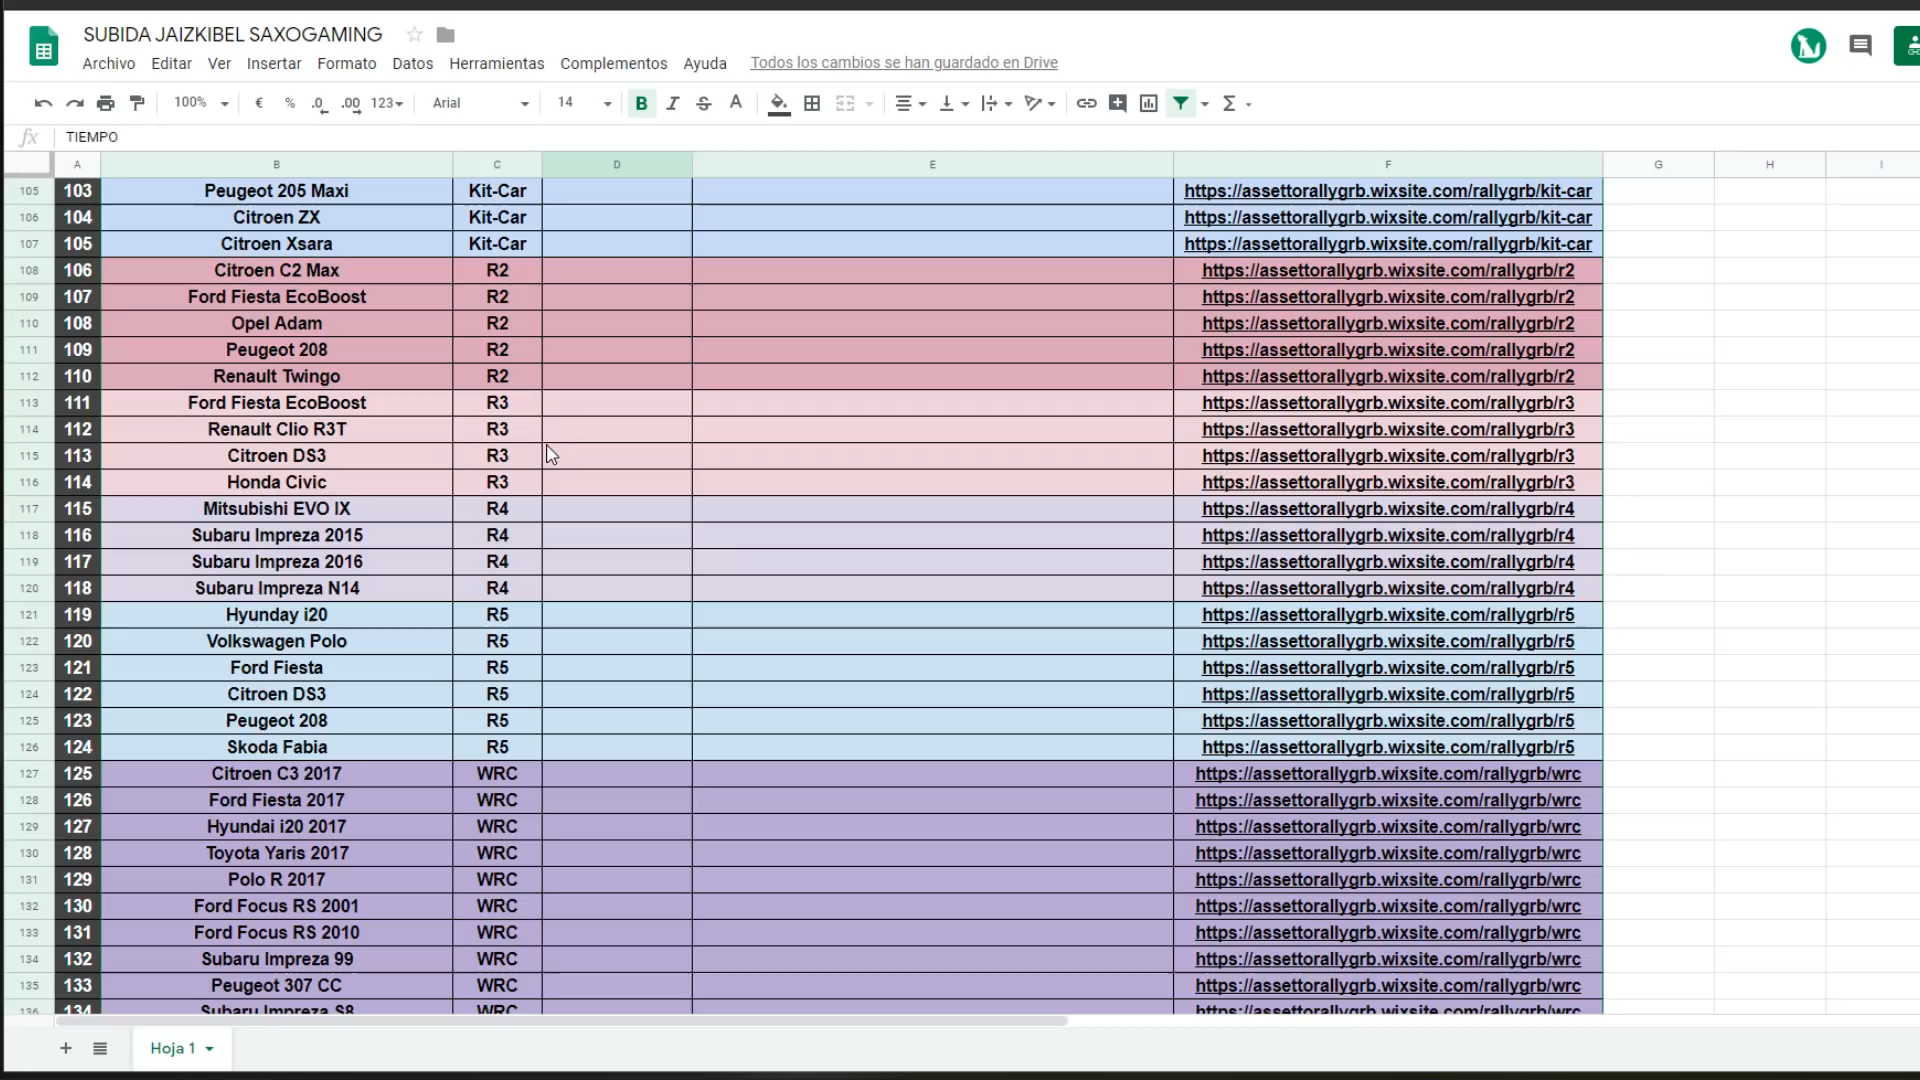 SUBIDA JAIZKIBEL SAXOGAMING
Archivo Editar Ver Insertar Formato Datos Herramientas Complementos Ayuda Todos los cambios se han guardado en Drive
100% € % .0 .00 123 Arial 14 B I S A Σ
fx TIEMPO
A B C D E F G H I
105 103 Peugeot 205 Maxi Kit-Car https://assettorallygrb.wixsite.com/rallygrb/kit-car
106 104 Citroen ZX Kit-Car https://assettorallygrb.wixsite.com/rallygrb/kit-car
107 105 Citroen Xsara Kit-Car https://assettorallygrb.wixsite.com/rallygrb/kit-car
108 106 Citroen C2 Max R2 https://assettorallygrb.wixsite.com/rallygrb/r2
109 107 Ford Fiesta EcoBoost R2 https://assettorallygrb.wixsite.com/rallygrb/r2
110 108 Opel Adam R2 https://assettorallygrb.wixsite.com/rallygrb/r2
111 109 Peugeot 208 R2 https://assettorallygrb.wixsite.com/rallygrb/r2
112 110 Renault Twingo R2 https://assettorallygrb.wixsite.com/rallygrb/r2
113 111 Ford Fiesta EcoBoost R3 https://assettorallygrb.wixsite.com/rallygrb/r3
114 112 Renault Clio R3T R3 https://assettorallygrb.wixsite.com/rallygrb/r3
115 113 Citroen DS3 R3 https://assettorallygrb.wixsite.com/rallygrb/r3
116 114 Honda Civic R3 https://assettorallygrb.wixsite.com/rallygrb/r3
117 115 Mitsubishi EVO IX R4 https://assettorallygrb.wixsite.com/rallygrb/r4
118 116 Subaru Impreza 2015 R4 https://assettorallygrb.wixsite.com/rallygrb/r4
119 117 Subaru Impreza 2016 R4 https://assettorallygrb.wixsite.com/rallygrb/r4
120 118 Subaru Impreza N14 R4 https://assettorallygrb.wixsite.com/rallygrb/r4
121 119 Hyunday i20 R5 https://assettorallygrb.wixsite.com/rallygrb/r5
122 120 Volkswagen Polo R5 https://assettorallygrb.wixsite.com/rallygrb/r5
123 121 Ford Fiesta R5 https://assettorallygrb.wixsite.com/rallygrb/r5
124 122 Citroen DS3 R5 https://assettorallygrb.wixsite.com/rallygrb/r5
125 123 Peugeot 208 R5 https://assettorallygrb.wixsite.com/rallygrb/r5
126 124 Skoda Fabia R5 https://assettorallygrb.wixsite.com/rallygrb/r5
127 125 Citroen C3 2017 WRC https://assettorallygrb.wixsite.com/rallygrb/wrc
128 126 Ford Fiesta 2017 WRC https://assettorallygrb.wixsite.com/rallygrb/wrc
129 127 Hyundai i20 2017 WRC https://assettorallygrb.wixsite.com/rallygrb/wrc
130 128 Toyota Yaris 2017 WRC https://assettorallygrb.wixsite.com/rallygrb/wrc
131 129 Polo R 2017 WRC https://assettorallygrb.wixsite.com/rallygrb/wrc
132 130 Ford Focus RS 2001 WRC https://assettorallygrb.wixsite.com/rallygrb/wrc
133 131 Ford Focus RS 2010 WRC https://assettorallygrb.wixsite.com/rallygrb/wrc
134 132 Subaru Impreza 99 WRC https://assettorallygrb.wixsite.com/rallygrb/wrc
135 133 Peugeot 307 CC WRC https://assettorallygrb.wixsite.com/rallygrb/wrc
136 134 Subaru Impreza S8 WRC https://assettorallygrb.wixsite.com/rallygrb/wrc
+ Hoja 1